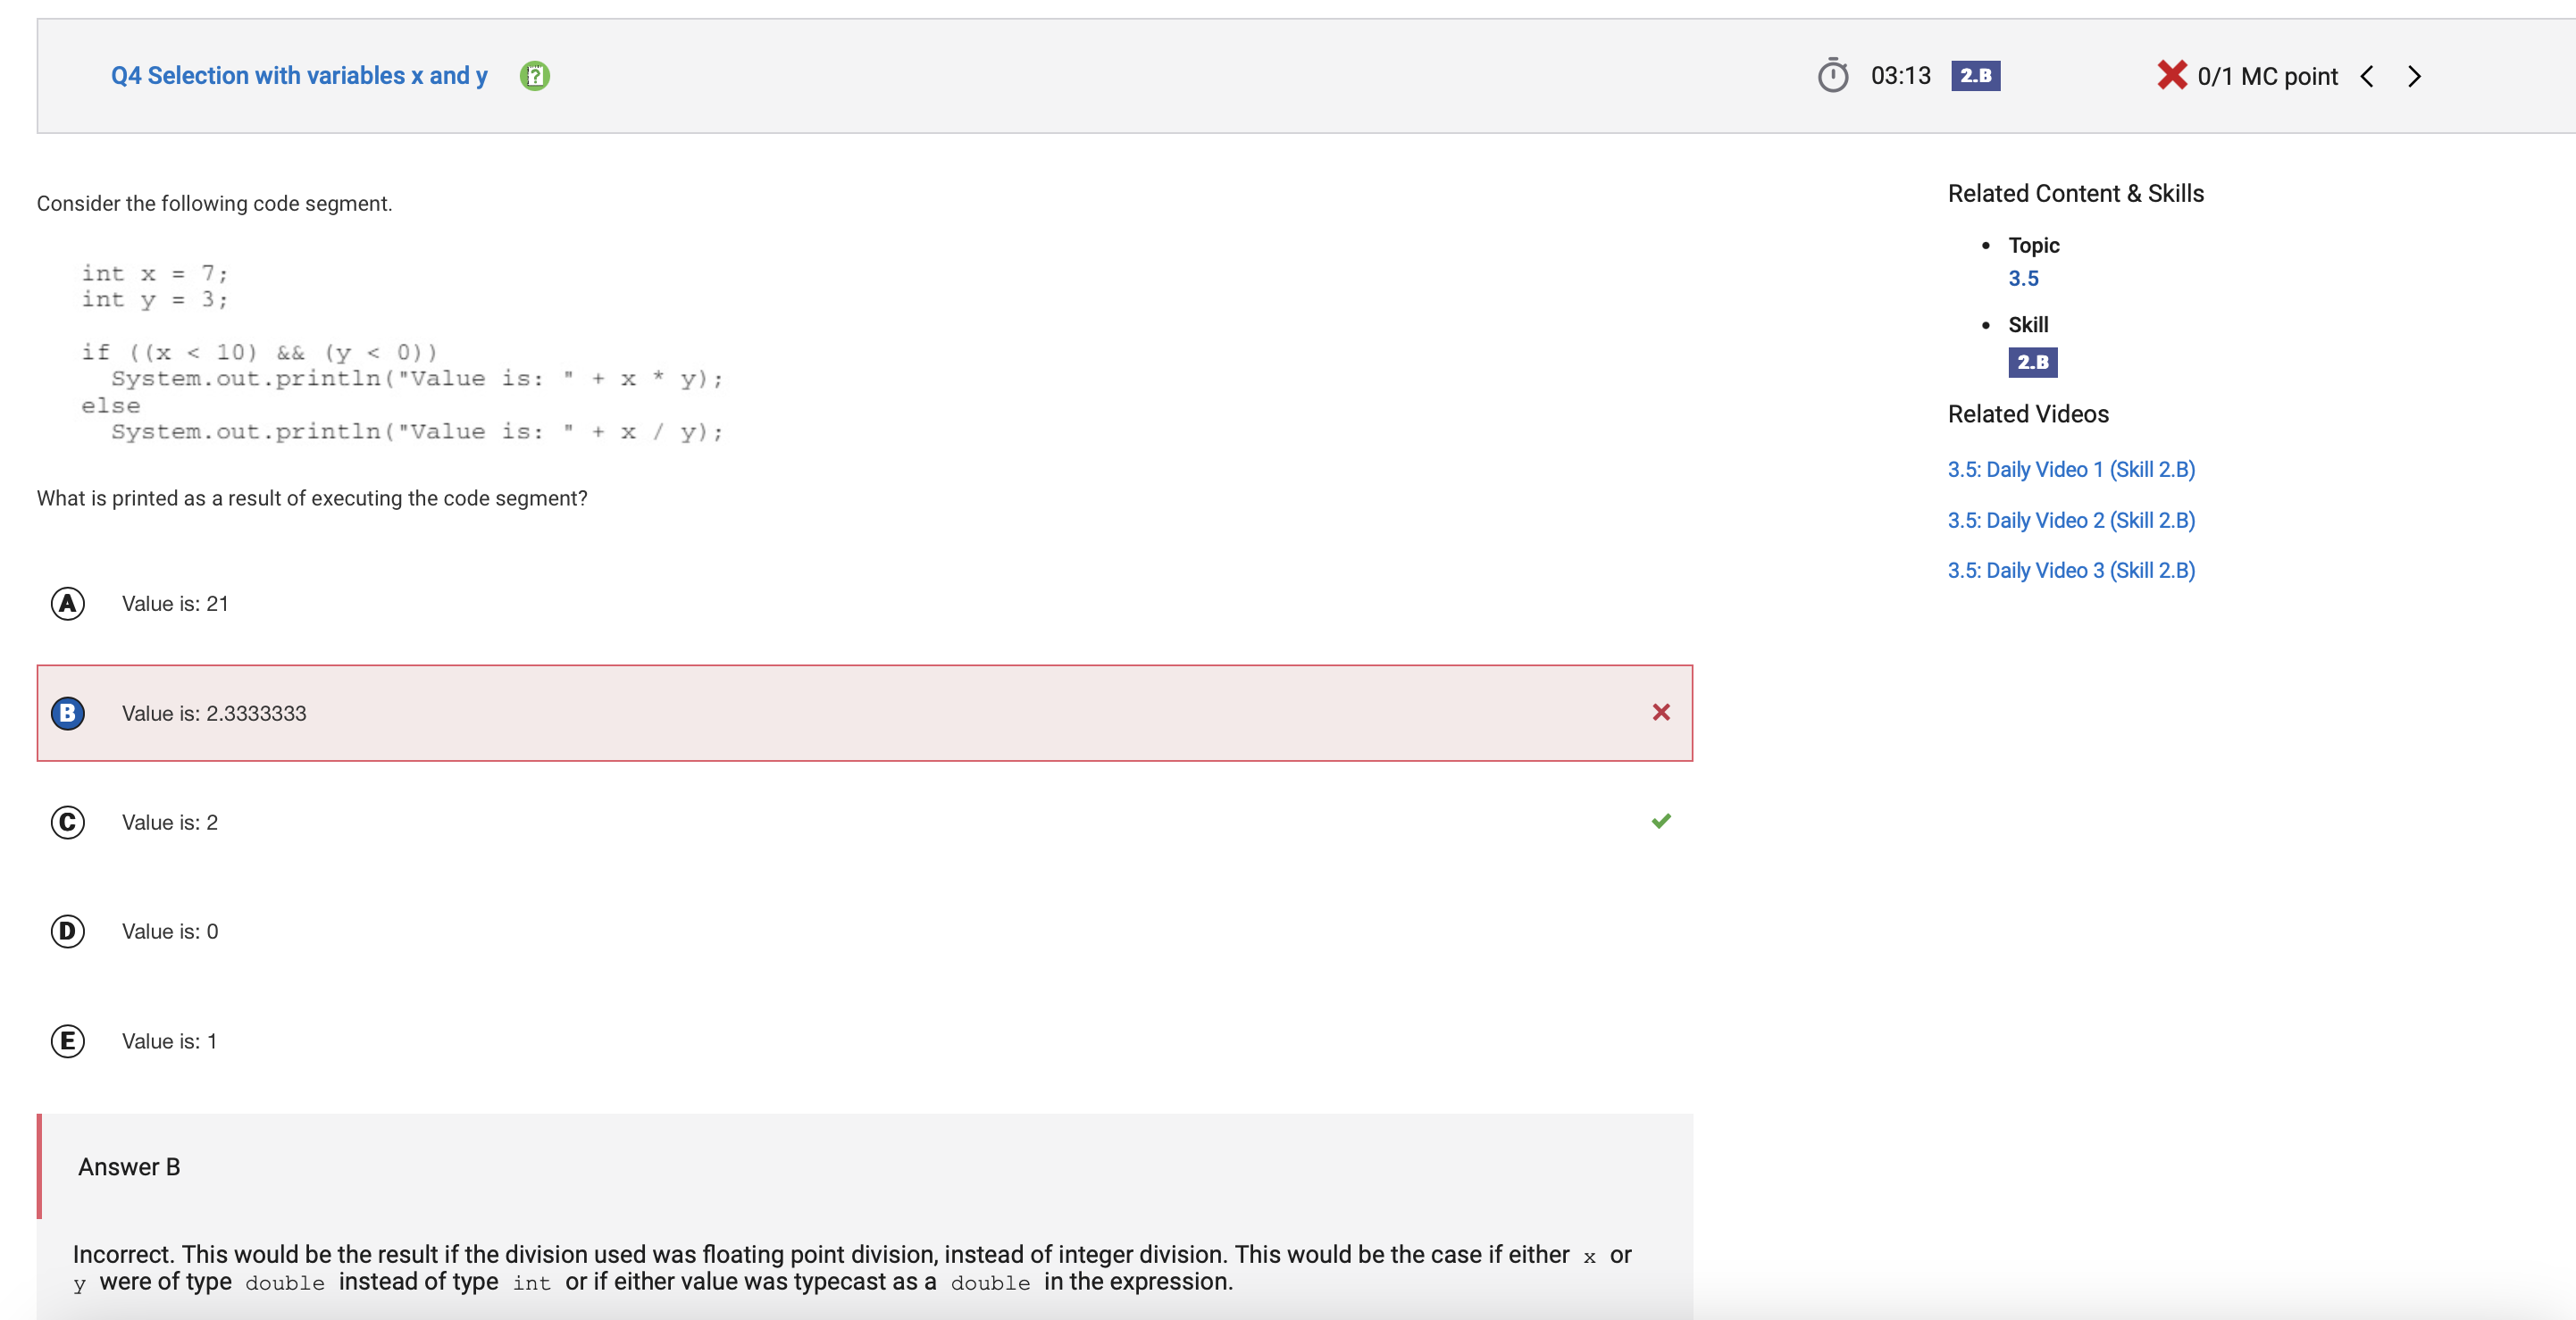 Q4 Selection with variables x and y
03:13 2.B
0/1 MC point
Consider the following code segment.
int x = 7;
int y = 3;
if ((x < 10) && (y < 0))
System.out.println("Value is: " + x * y);
else
System.out.println("Value is: " + x / y);
What is printed as a result of executing the code segment?
A Value is: 21
B Value is: 2.3333333
C Value is: 2
D Value is: 0
E Value is: 1
Answer B
Incorrect. This would be the result if the division used was floating point division, instead of integer division. This would be the case if either x or
y were of type double instead of type int or if either value was typecast as a double in the expression.
Related Content & Skills
• Topic
3.5
• Skill
2.B
Related Videos
3.5: Daily Video 1 (Skill 2.B)
3.5: Daily Video 2 (Skill 2.B)
3.5: Daily Video 3 (Skill 2.B)